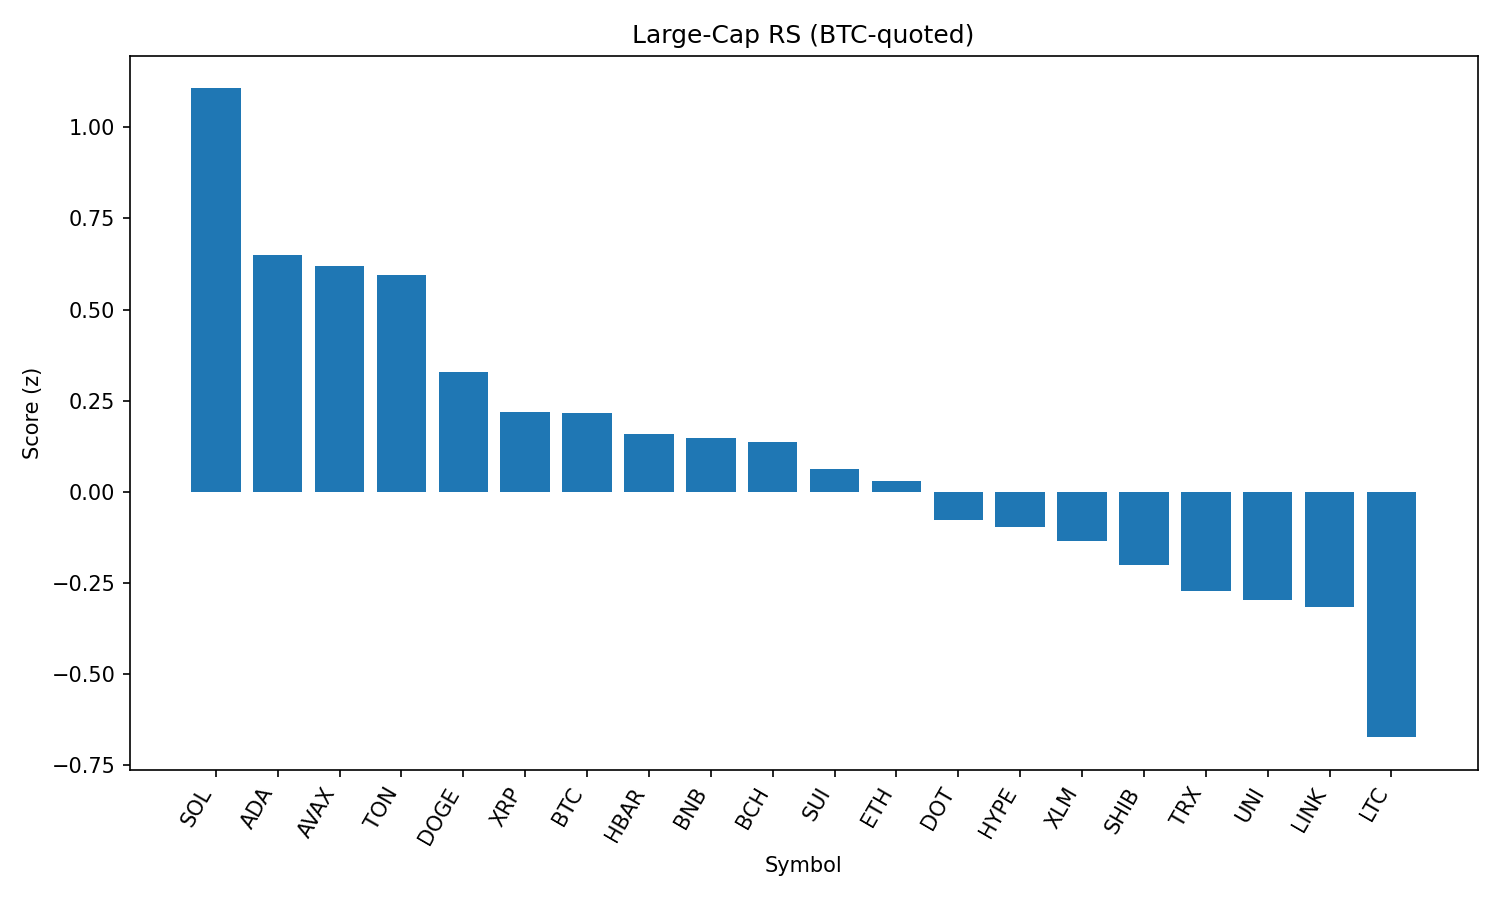 Large-Cap RS (BTC-quoted)
Score (z)
1.00
0.75
0.50
0.25
0.00
−0.25
−0.50
−0.75
SOL
ADA
AVAX
TON
DOGE
XRP
BTC
HBAR
BNB
BCH
SUI
ETH
DOT
HYPE
XLM
SHIB
TRX
UNI
LINK
LTC
Symbol